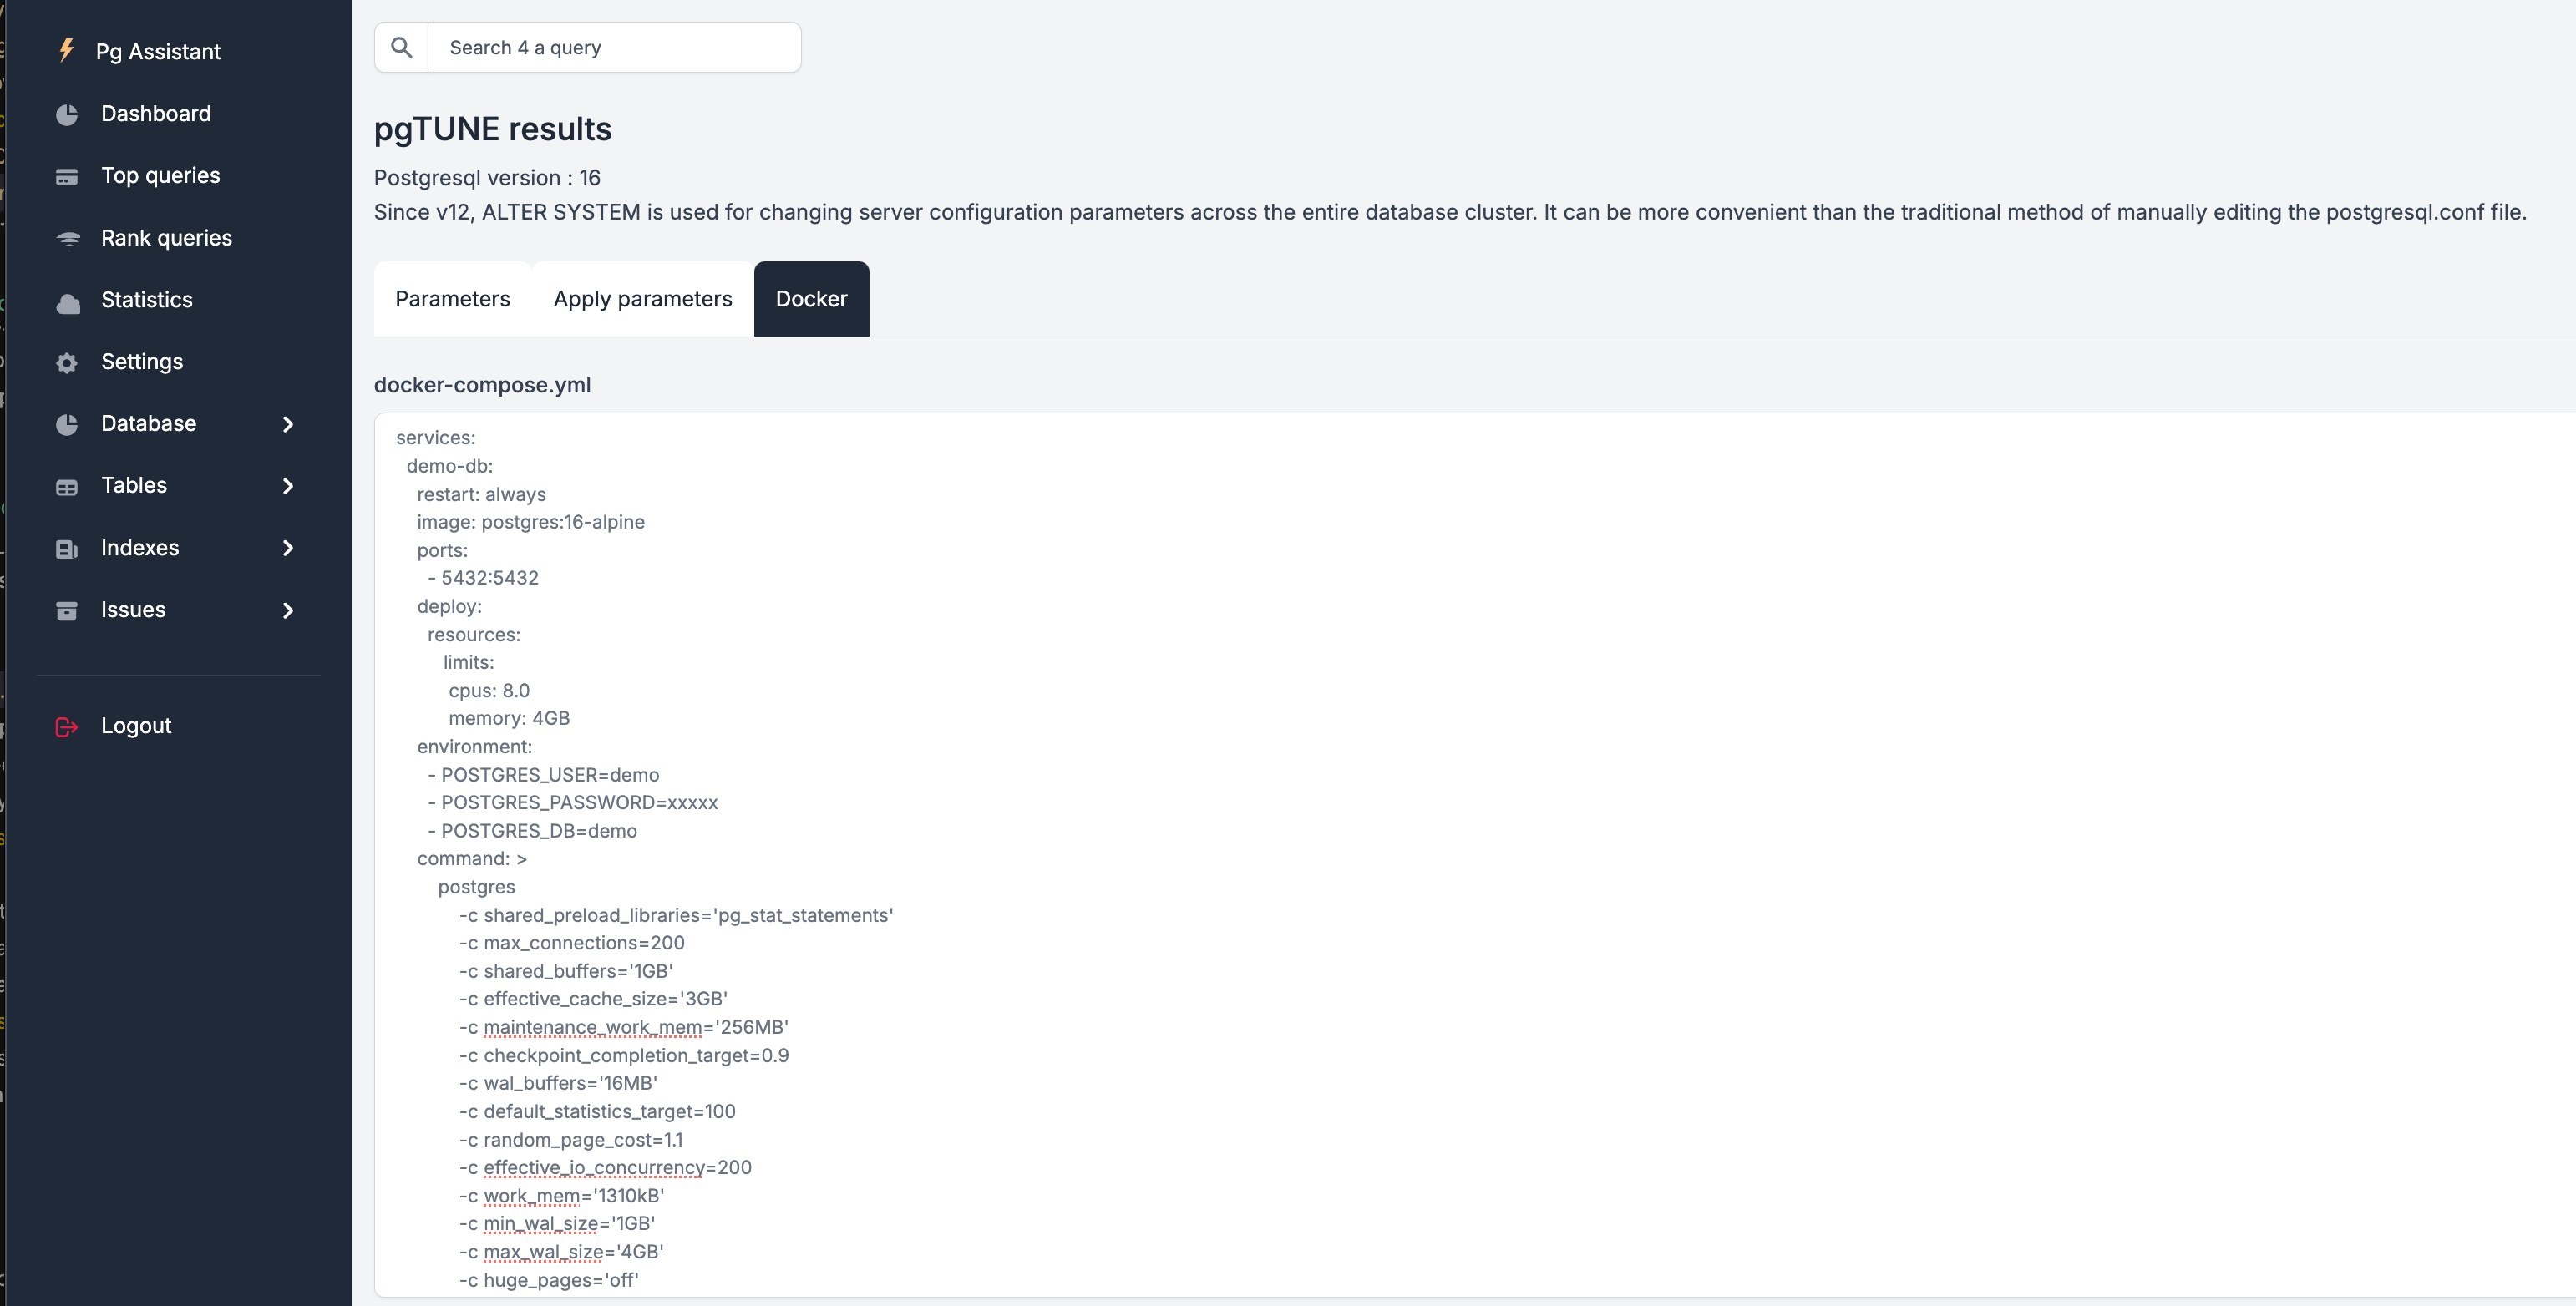 Pg Assistant
Dashboard
Top queries
Rank queries
Statistics
Settings
Database
Tables
Indexes
Issues
Logout
Search 4 a query
pgTUNE results
Postgresql version : 16
Since v12, ALTER SYSTEM is used for changing server configuration parameters across the entire database cluster. It can be more convenient than the traditional method of manually editing the postgresql.conf file.
Parameters
Apply parameters
Docker
docker-compose.yml
services:
demo-db:
restart: always
image: postgres:16-alpine
ports:
- 5432:5432
deploy:
resources:
limits:
cpus: 8.0
memory: 4GB
environment:
- POSTGRES_USER=demo
- POSTGRES_PASSWORD=xxxxx
- POSTGRES_DB=demo
command: >
postgres
-c shared_preload_libraries='pg_stat_statements'
-c max_connections=200
-c shared_buffers='1GB'
-c effective_cache_size='3GB'
-c maintenance_work_mem='256MB'
-c checkpoint_completion_target=0.9
-c wal_buffers='16MB'
-c default_statistics_target=100
-c random_page_cost=1.1
-c effective_io_concurrency=200
-c work_mem='1310kB'
-c min_wal_size='1GB'
-c max_wal_size='4GB'
-c huge_pages='off'